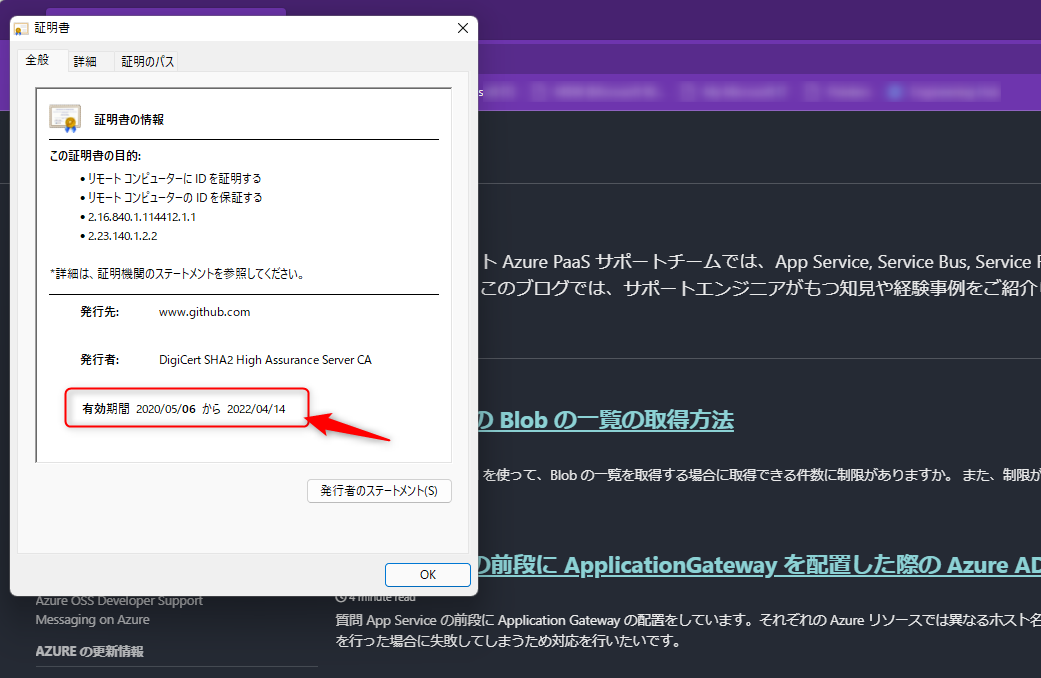 証明書
全般
詳細
証明のパス
証明書の情報
この証明書の目的:
• リモート コンピューターに ID を証明する
• リモート コンピューターの ID を保証する
• 2.16.840.1.114412.1.1
• 2.23.140.1.2.2
*詳細は、証明機関のステートメントを参照してください。
発行先: www.github.com
発行者: DigiCert SHA2 High Assurance Server CA
有効期間 2020/05/06 から 2022/04/14
発行者のステートメント(S)
OK
s
ト Azure PaaS サポートチームでは、App Service, Service Bus, Service
このブログでは、サポートエンジニアがもつ知見や経験事例をご紹介
の Blob の一覧の取得方法
を使って、Blob の一覧を取得する場合に取得できる件数に制限がありますか。 また、制限が
の前段に ApplicationGateway を配置した際の Azure AD
4 minute read
質問 App Service の前段に Application Gateway の配置をしています。それぞれの Azure リソースでは異なるホスト名
を行った場合に失敗してしまうため対応を行いたいです。
Azure OSS Developer Support
Messaging on Azure
AZURE の更新情報